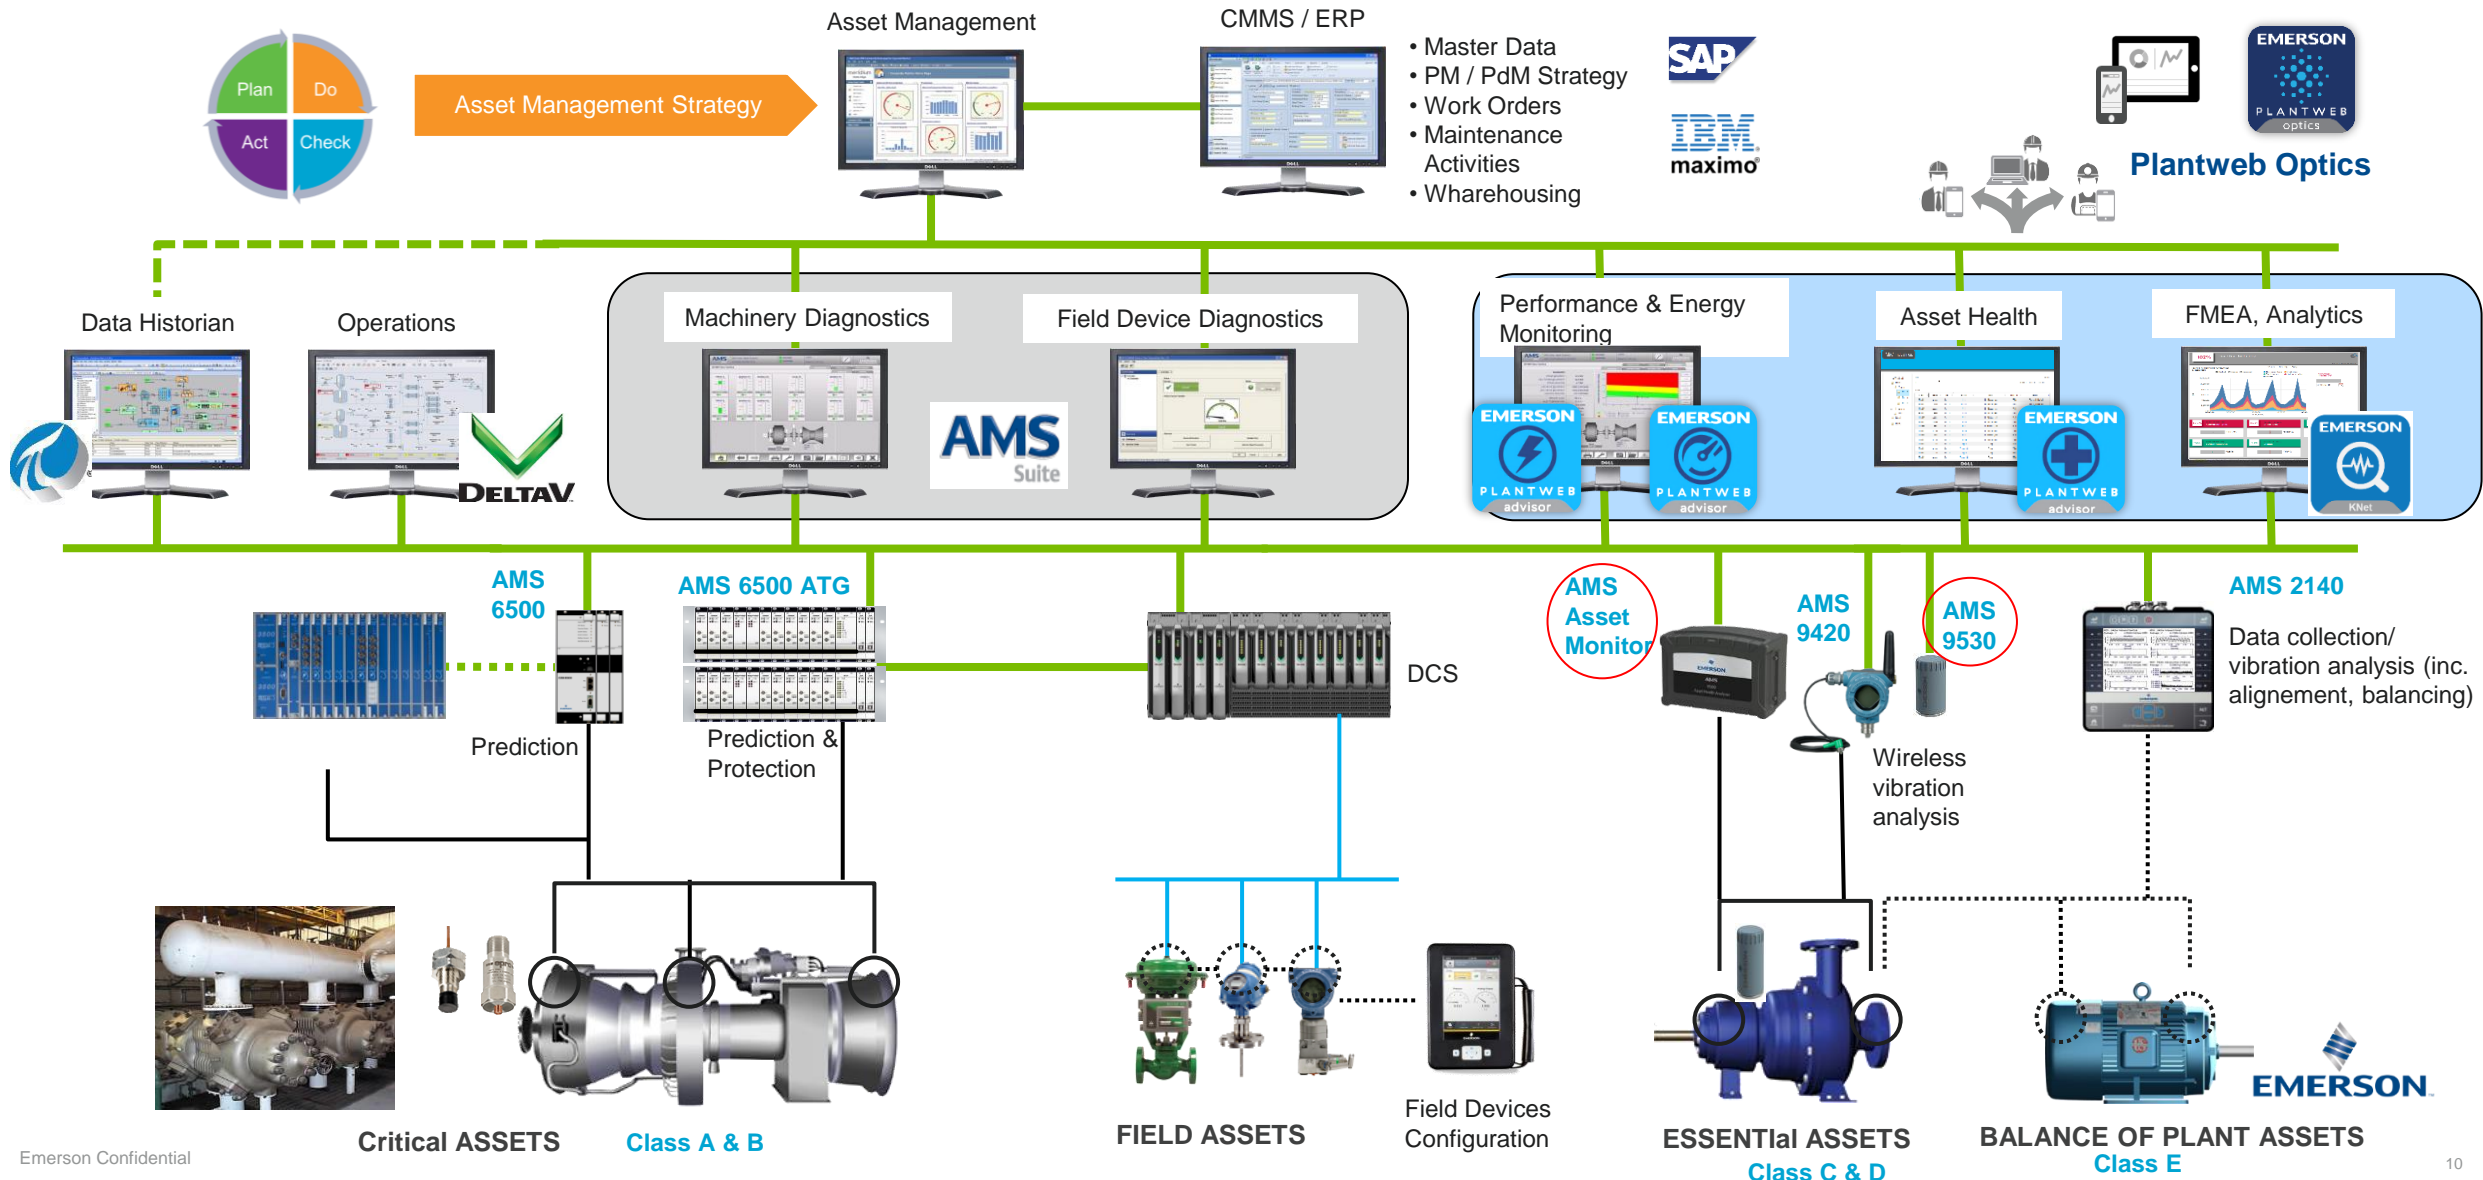 Asset Management
CMMS / ERP
Plan
Do
Act
Check
Asset Management Strategy
• Master Data
• PM / PdM Strategy
• Work Orders
• Maintenance
Activities
• Wharehousing
SAP
IBM
maximo
EMERSON
PLANTWEB
optics
Plantweb Optics
Data Historian
Operations
Machinery Diagnostics
Field Device Diagnostics
Performance & Energy
Monitoring
Asset Health
FMEA, Analytics
DELTAV
AMS
Suite
EMERSON
PLANTWEB
advisor
EMERSON
PLANTWEB
advisor
EMERSON
PLANTWEB
advisor
EMERSON
KNet
AMS
6500
AMS 6500 ATG
AMS
Asset
Monitor
AMS
9420
AMS
9530
AMS 2140
Data collection/
vibration analysis (inc.
alignement, balancing)
DCS
EMERSON
Prediction
Prediction &
Protection
Wireless
vibration
analysis
Field Devices
Configuration
EMERSON
Critical ASSETS
Class A & B
FIELD ASSETS
ESSENTIal ASSETS
Class C & D
BALANCE OF PLANT ASSETS
Class E
Emerson Confidential
10